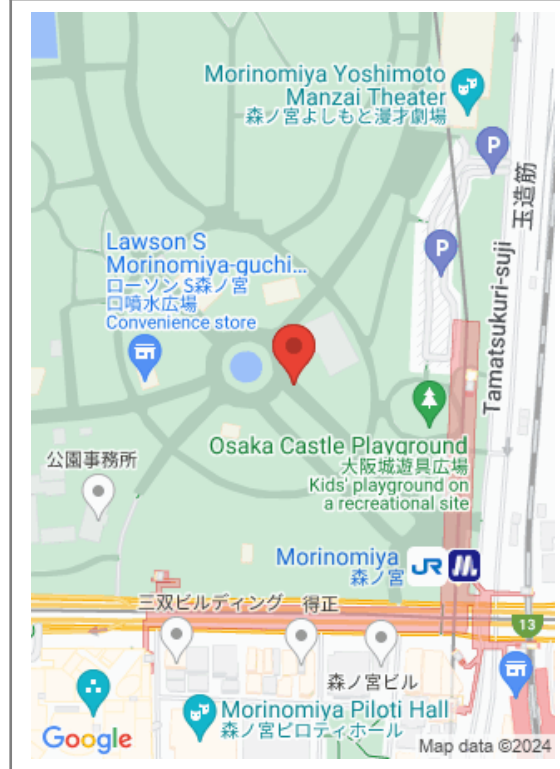 Morinomiya Yoshimoto
Manzai Theater
森ノ宮よしもと漫才劇場
P
玉造筋
Tamatsukuri-suji
P
Lawson S
Morinomiya-guchi...
ローソン S森ノ宮
口噴水広場
Convenience store
Osaka Castle Playground
大阪城遊具広場
Kids' playground on
a recreational site
公園事務所
Morinomiya
森ノ宮
JR
三双ビルディング
得正
13
森ノ宮ビル
Morinomiya Piloti Hall
森ノ宮ピロティホール
Google
Map data ©2024